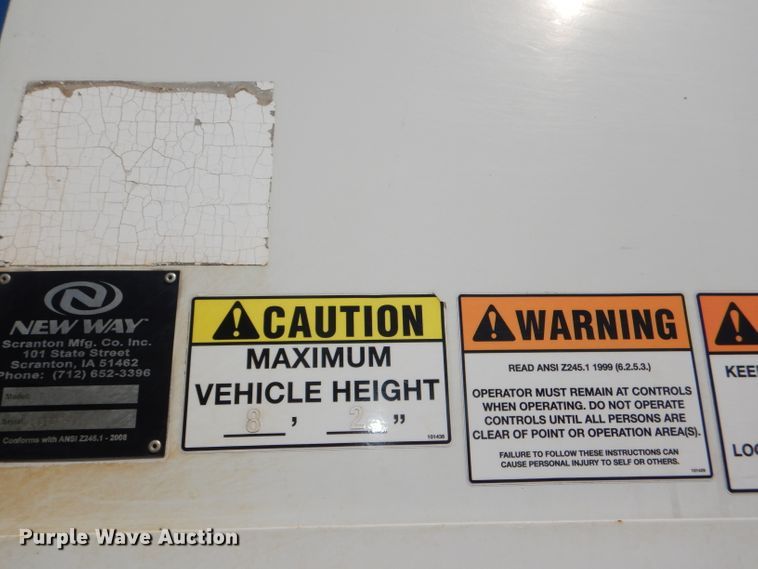 NEW WAY™
Scranton Mfg. Co. Inc.
101 State Street
Scranton, IA 51462
Phone: (712) 652-3396
Model:
Serial:
Conforms with ANSI Z245.1 - 2008
CAUTION
MAXIMUM
VEHICLE HEIGHT
8 ' 2 "
101436
WARNING
READ ANSI Z245.1 1999 (6.2.5.3.)
OPERATOR MUST REMAIN AT CONTROLS
WHEN OPERATING. DO NOT OPERATE
CONTROLS UNTIL ALL PERSONS ARE
CLEAR OF POINT OR OPERATION AREA(S).
FAILURE TO FOLLOW THESE INSTRUCTIONS CAN
CAUSE PERSONAL INJURY TO SELF OR OTHERS.
KEE
LO
Purple Wave Auction